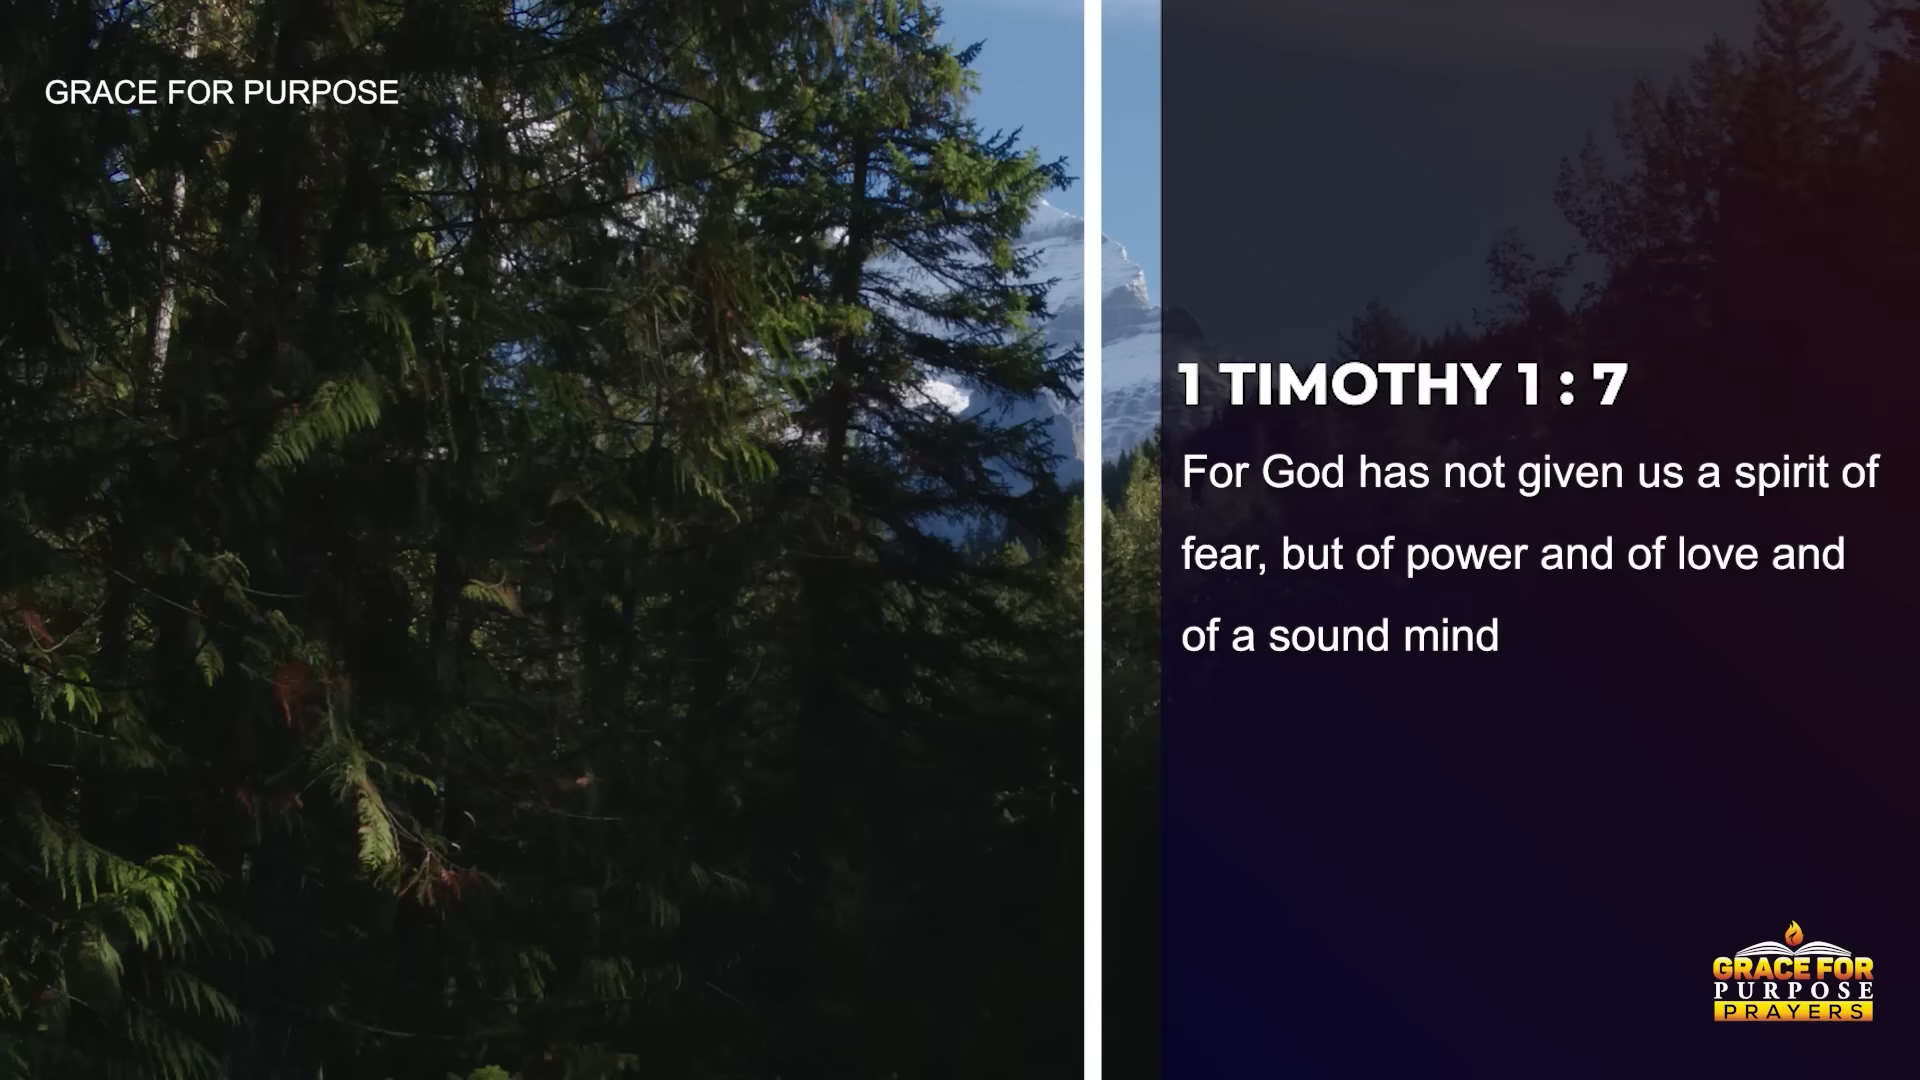 GRACE FOR PURPOSE
1 TIMOTHY 1 : 7
For God has not given us a spirit of
fear, but of power and of love and
of a sound mind
GRACE FOR
PURPOSE
PRAYERS